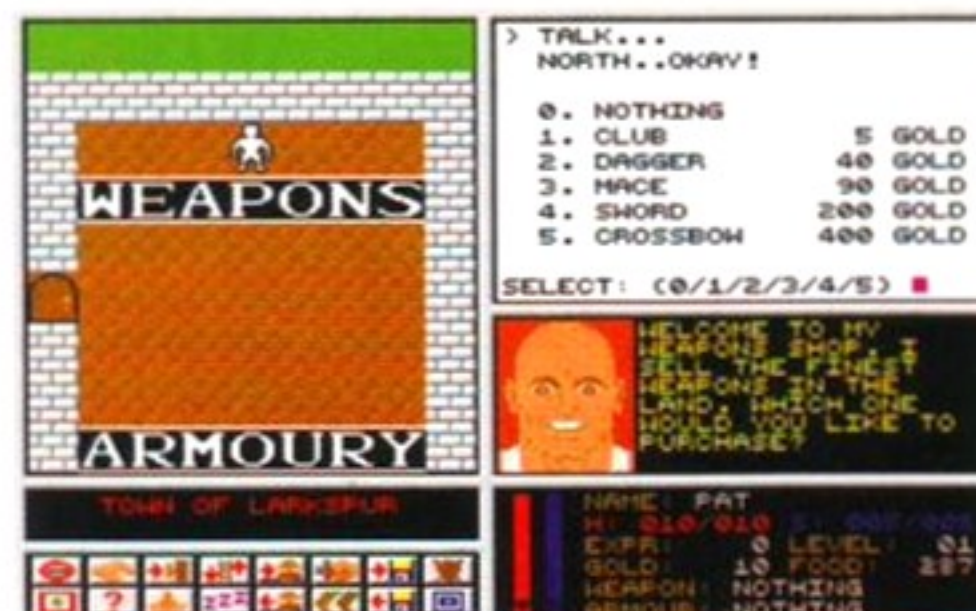 WEAPONS
ARMOURY
TOWN OF LARKSPUR
> TALK...
NORTH..OKAY!
0. NOTHING
1. CLUB 5 GOLD
2. DAGGER 40 GOLD
3. MACE 90 GOLD
4. SWORD 200 GOLD
5. CROSSBOW 400 GOLD
SELECT: (0/1/2/3/4/5)
WELCOME TO MY
WEAPONS SHOP. I
SELL THE FINEST
WEAPONS IN THE
LAND, WHICH ONE
WOULD YOU LIKE TO
PURCHASE?
NAME: PAT
H: 010/010 S:
EXPR: 0 LEVEL: 01
GOLD: 10 FOOD: 287
WEAPON: NOTHING
ARMOUR: NOTHING
? ZZZ